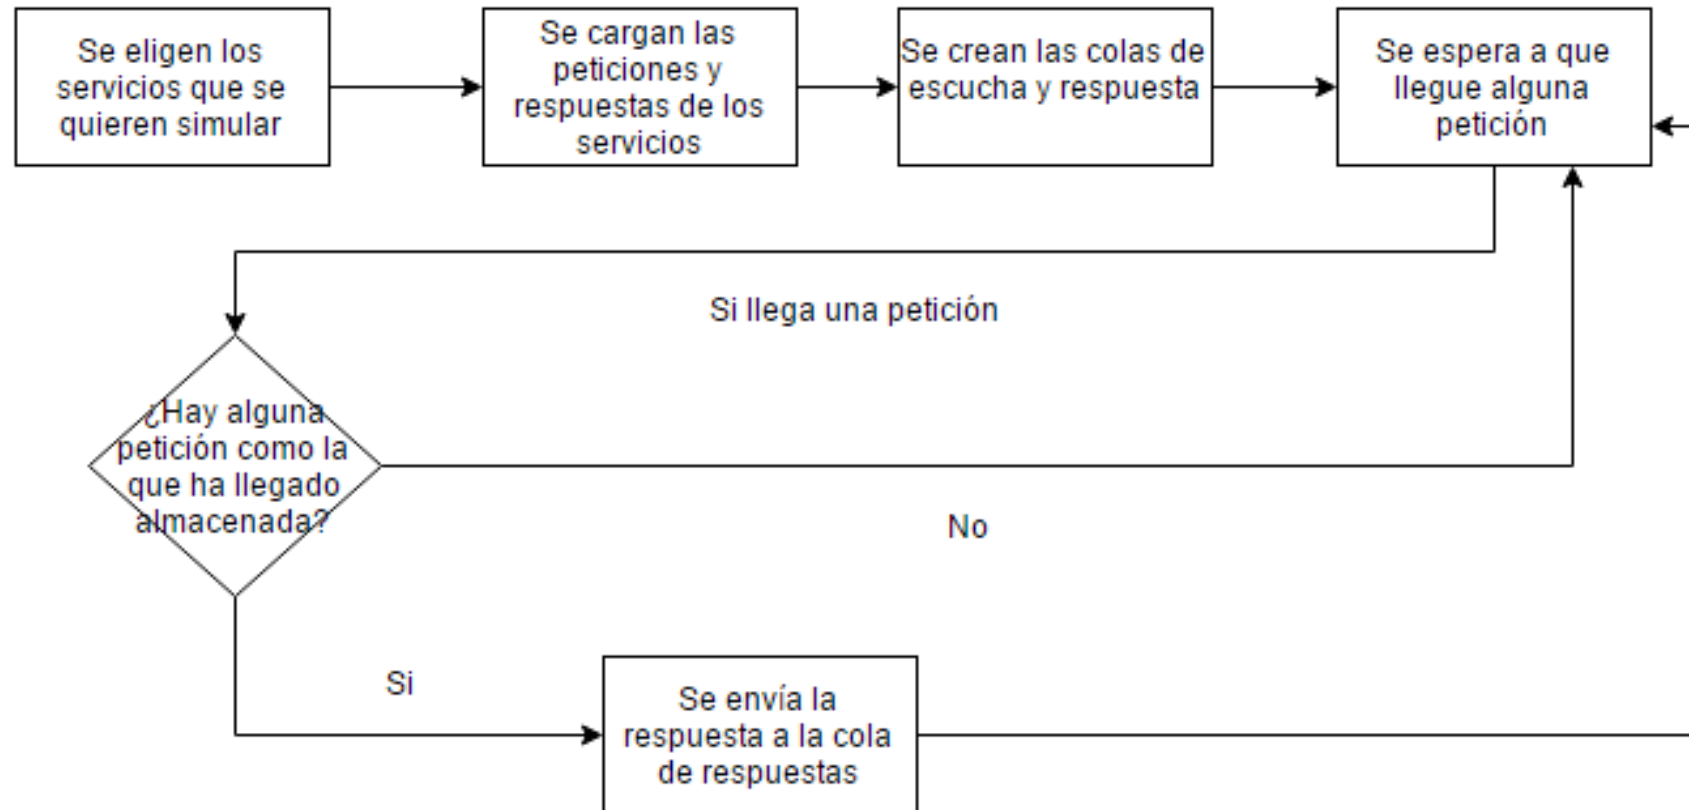 Se eligen los
servicios que se
quieren simular
Se cargan las
peticiones y
respuestas de los
servicios
Se crean las colas de
escucha y respuesta
Se espera a que
llegue alguna
petición
Si llega una petición
¿Hay alguna
petición como la
que ha llegado
almacenada?
No
Si
Se envía la
respuesta a la cola
de respuestas